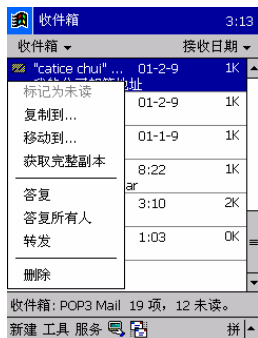 收件箱 3:13
收件箱 接收日期
"catice chui" ... 01-2-9 1K
标记为未读
01-2-9 1K
复制到...
移动到... 01-1-9 1K
获取完整副本 8:22 1K
ar
答复 3:10 2K
答复所有人
转发 1:03 0K
删除
收件箱: POP3 Mail 19 项，12 未读。
新建 工具 服务 拼